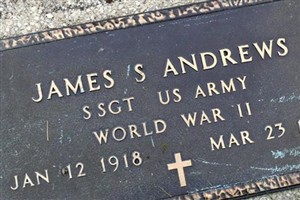 JAMES S ANDREWS
SSGT US ARMY
WORLD WAR II
JAN 12 1918 MAR 23